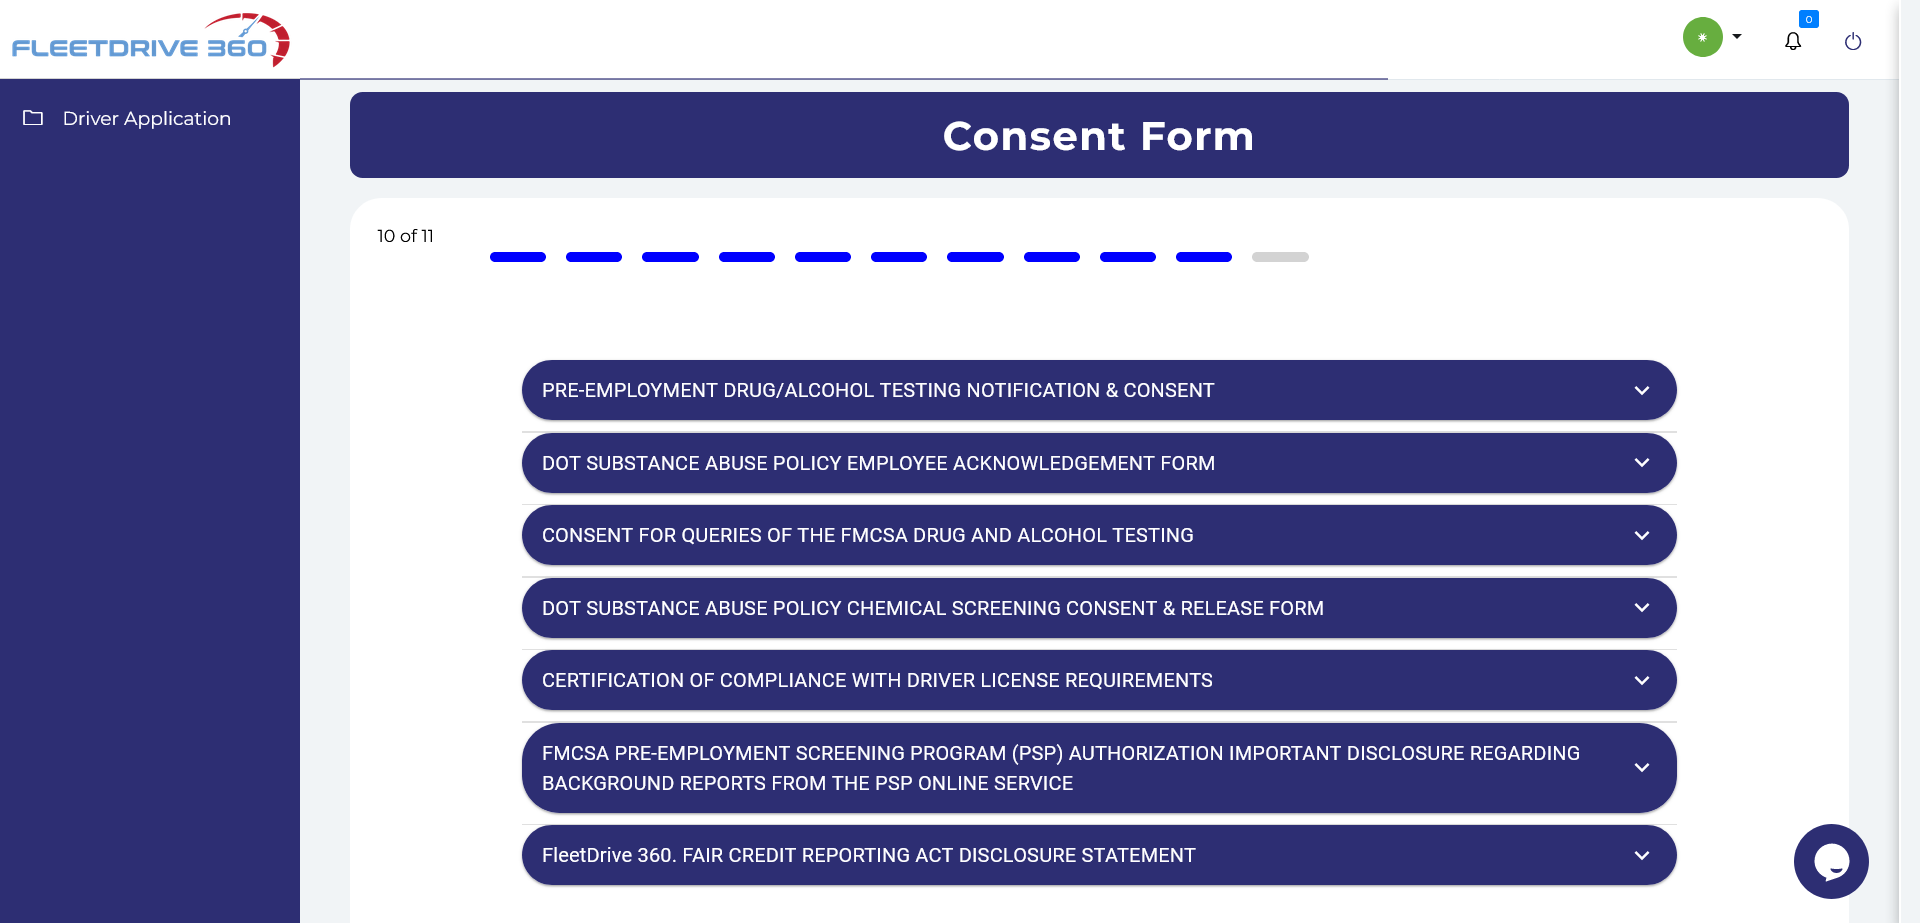 FLEETDRIVE 360
0
Driver Application
Consent Form
10 of 11
PRE-EMPLOYMENT DRUG/ALCOHOL TESTING NOTIFICATION & CONSENT
DOT SUBSTANCE ABUSE POLICY EMPLOYEE ACKNOWLEDGEMENT FORM
CONSENT FOR QUERIES OF THE FMCSA DRUG AND ALCOHOL TESTING
DOT SUBSTANCE ABUSE POLICY CHEMICAL SCREENING CONSENT & RELEASE FORM
CERTIFICATION OF COMPLIANCE WITH DRIVER LICENSE REQUIREMENTS
FMCSA PRE-EMPLOYMENT SCREENING PROGRAM (PSP) AUTHORIZATION IMPORTANT DISCLOSURE REGARDING
BACKGROUND REPORTS FROM THE PSP ONLINE SERVICE
FleetDrive 360. FAIR CREDIT REPORTING ACT DISCLOSURE STATEMENT